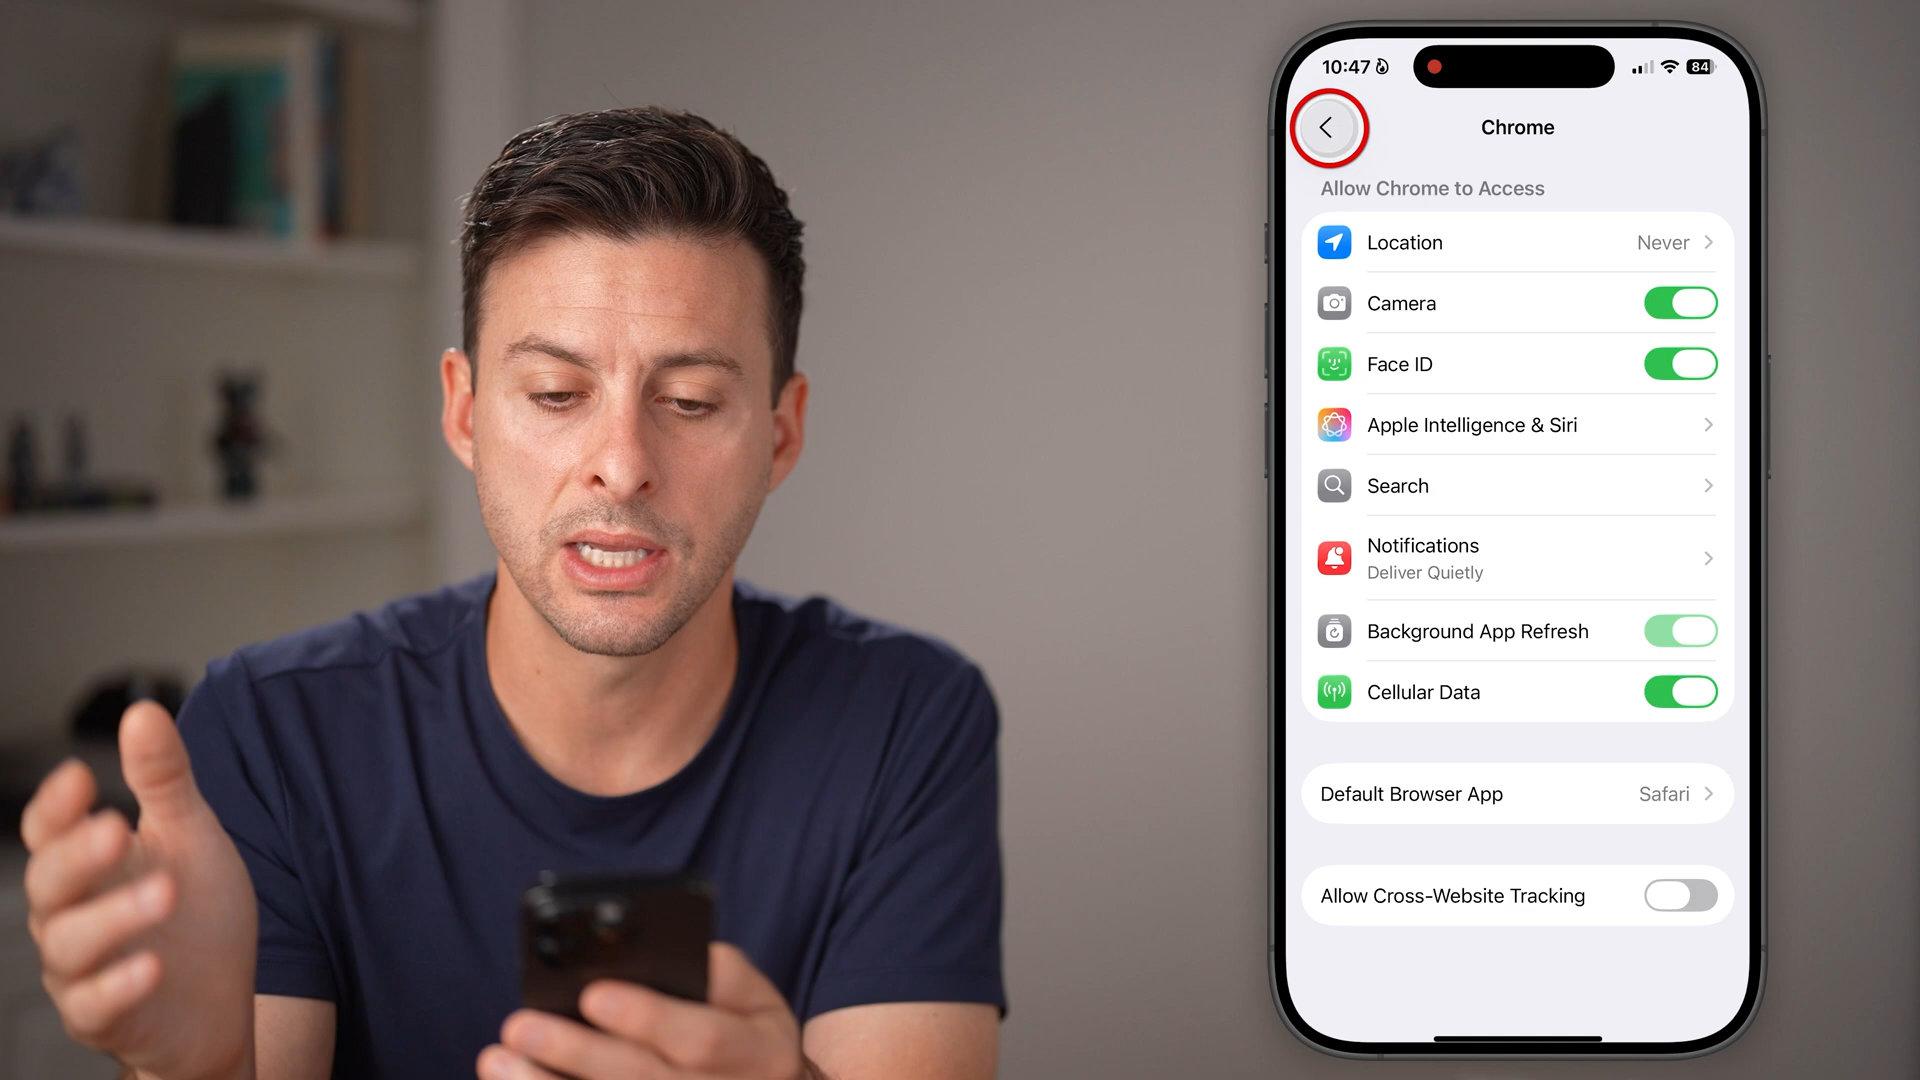 10:47
84
Chrome
Allow Chrome to Access
Location Never
Camera
Face ID
Apple Intelligence & Siri
Search
Notifications
Deliver Quietly
Background App Refresh
Cellular Data
Default Browser App Safari
Allow Cross-Website Tracking